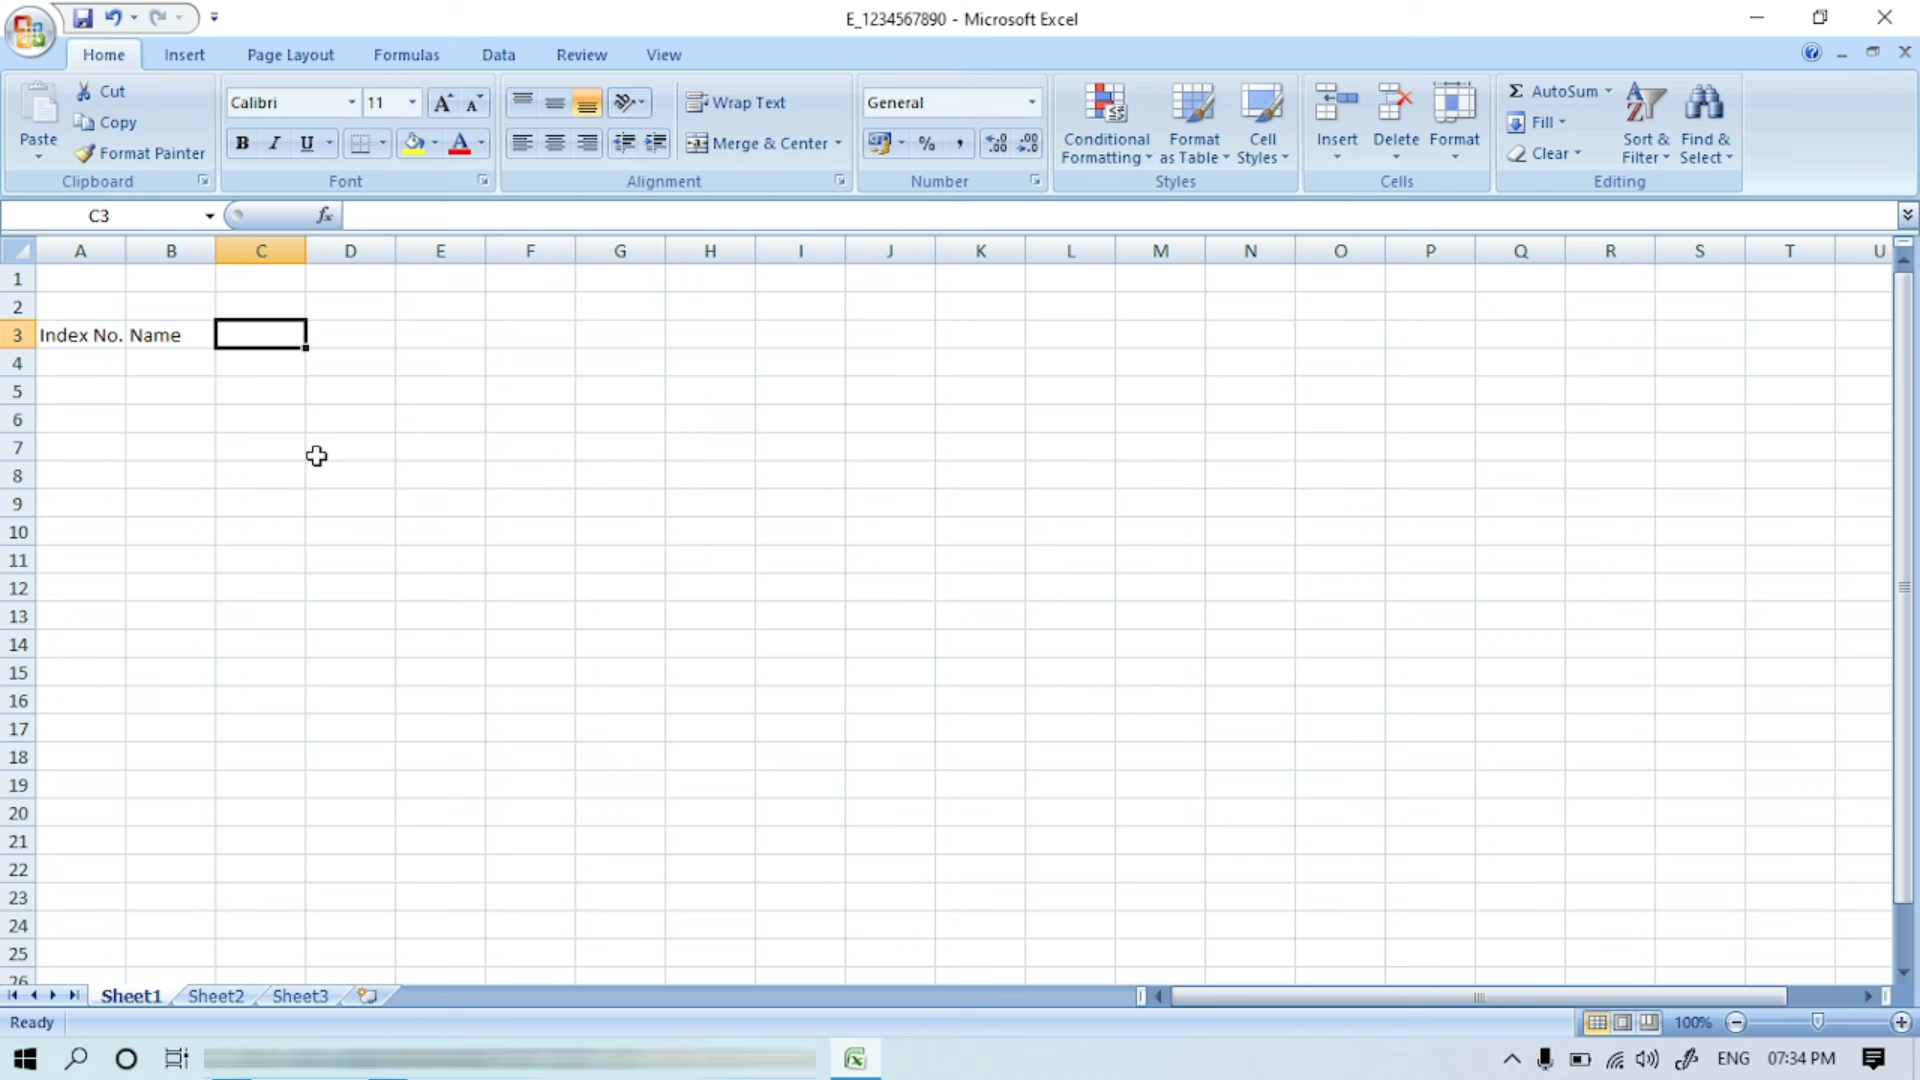 E_1234567890 - Microsoft Excel
Home Insert Page Layout Formulas Data Review View
Paste
Cut
Copy
Format Painter
Clipboard
Calibri 11
B I U
Font
Wrap Text
Merge & Center
Alignment
General
% ,
Number
Conditional Formatting
Format as Table
Cell Styles
Styles
Insert Delete Format
Cells
Σ AutoSum
Fill
Clear
Sort & Filter
Find & Select
Editing
C3 fx
A B C D E F G H I J K L M N O P Q R S T U
1
2
3 Index No. Name
4
5
6
7
8
9
10
11
12
13
14
15
16
17
18
19
20
21
22
23
24
25
26
Sheet1 Sheet2 Sheet3
Ready 100%
ENG 07:34 PM